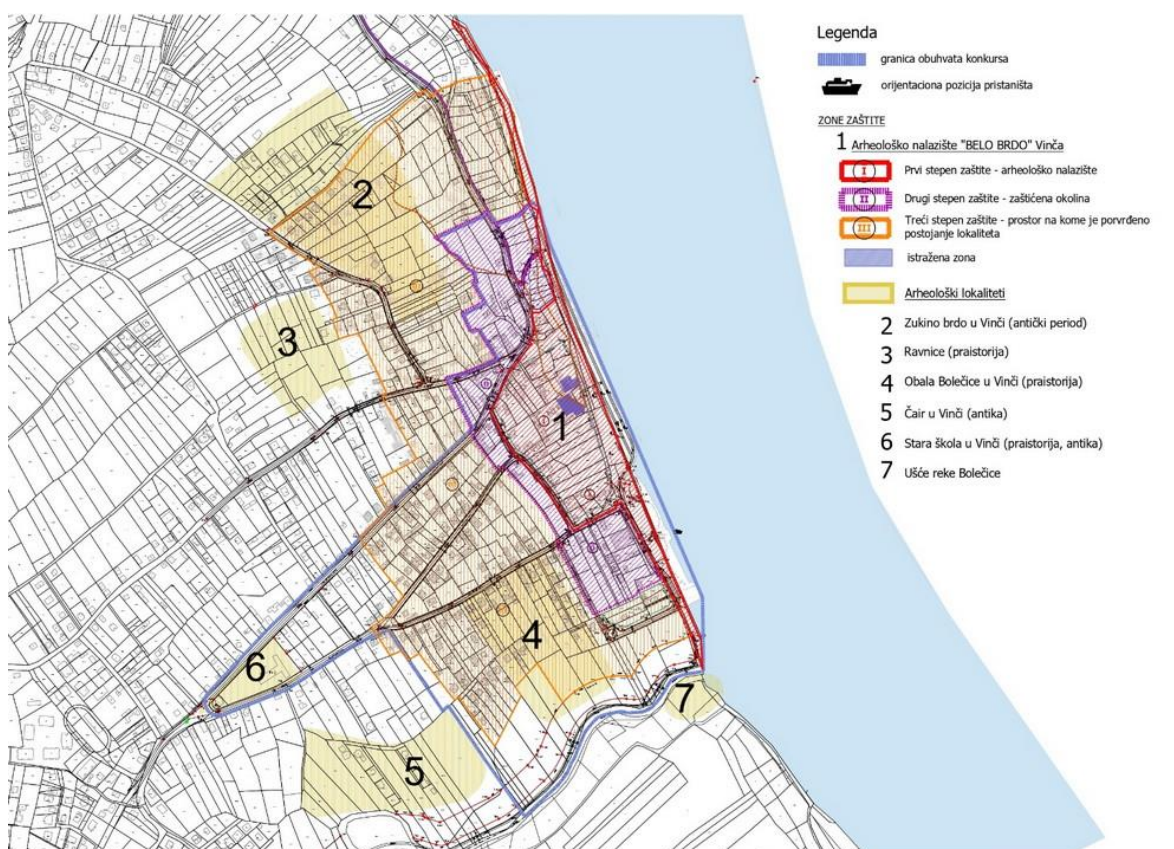 Legenda
granica obuhvata konkursa
orijentaciona pozicija pristaništa
ZONE ZAŠTITE
1 Arheološko nalazište "BELO BRDO" Vinča
I Prvi stepen zaštite - arheološko nalazište
II Drugi stepen zaštite - zaštićena okolina
III Treći stepen zaštite - prostor na kome je porvrđeno
postojanje lokaliteta
istražena zona
Arheološki lokaliteti
2 Zukino brdo u Vinči (antički period)
3 Ravnice (praistorija)
4 Obala Bolečice u Vinči (praistorija)
5 Čair u Vinči (antika)
6 Stara škola u Vinči (praistorija, antika)
7 Ušće reke Bolečice
2
3
1
4
6
7
5